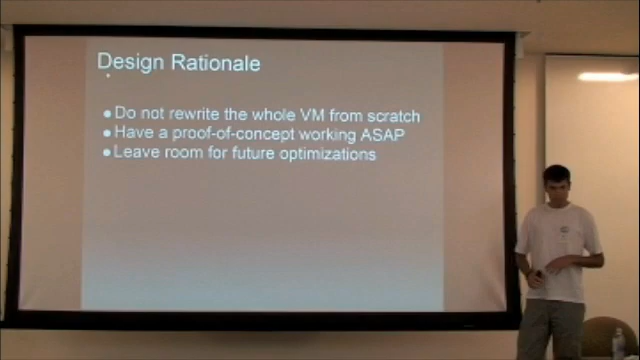 Design Rationale
● Do not rewrite the whole VM from scratch
● Have a proof-of-concept working ASAP
● Leave room for future optimizations